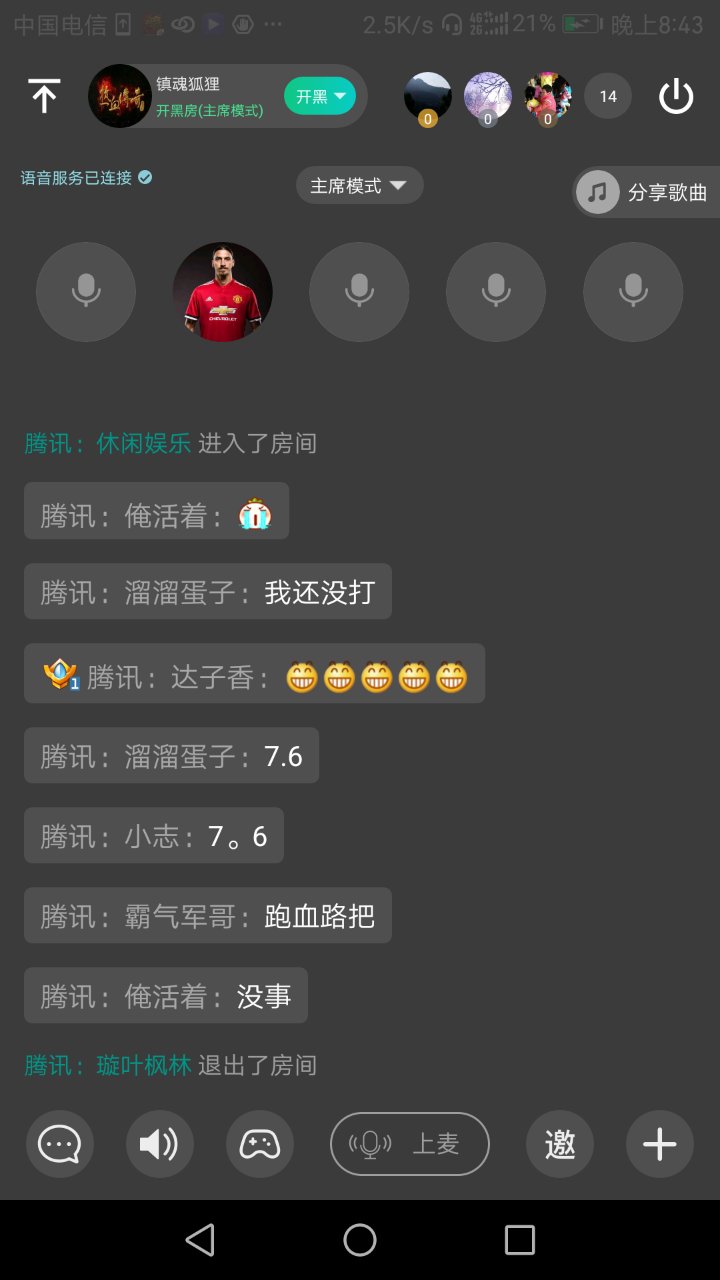 中国电信 2.5K/s 4G 2G 21% 晚上8:43
镇魂狐狸
开黑房(主席模式)
开黑
0
0
0
14
语音服务已连接
主席模式
分享歌曲
CHEVROLET
腾讯：休闲娱乐 进入了房间
腾讯：俺活着：
腾讯：溜溜蛋子：我还没打
1 腾讯：达子香：
腾讯：溜溜蛋子：7.6
腾讯：小志：7。6
腾讯：霸气军哥：跑血路把
腾讯：俺活着：没事
腾讯：璇叶枫林 退出了房间
上麦
邀